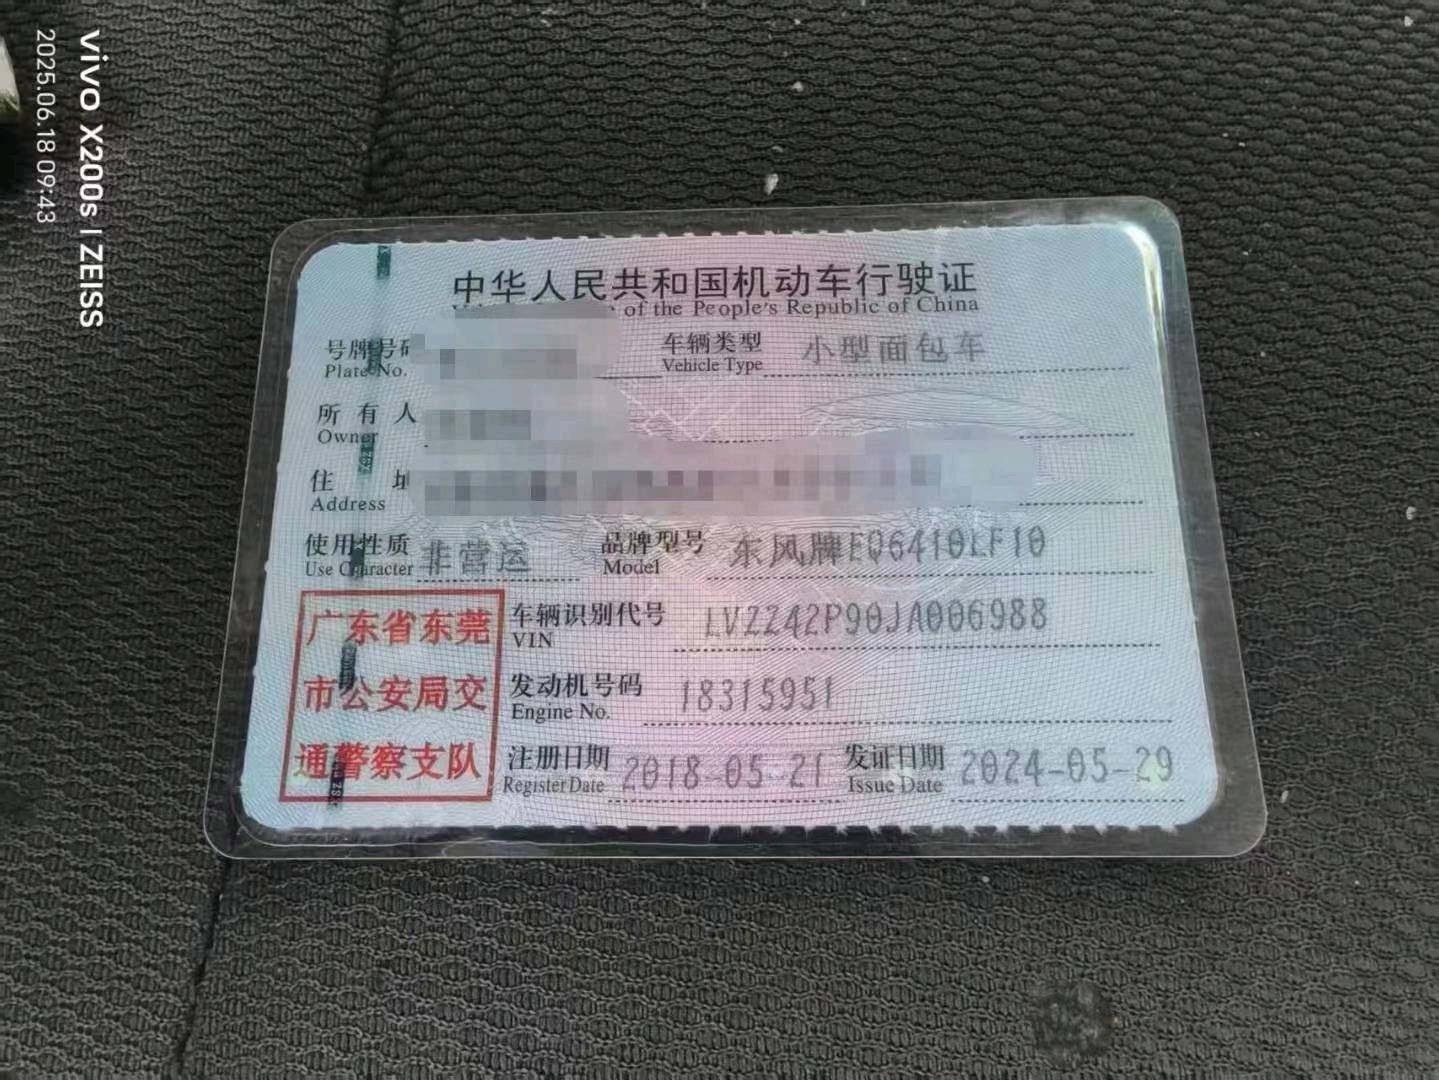 vivo X200s | ZEISS
2025.06.18 09:43
中华人民共和国机动车行驶证
of the People's Republic of China
号牌号码
Plate No.
车辆类型 小型面包车
Vehicle Type
所有人
Owner
住址
Address
使用性质 非营运 品牌型号 东风牌EQ6410LF10
Use Character Model
车辆识别代号 LVZZ42P90JA006988
VIN
发动机号码 18315951
Engine No.
注册日期 2018-05-21 发证日期 2024-05-29
Register Date Issue Date
广东省东莞
市公安局交
通警察支队